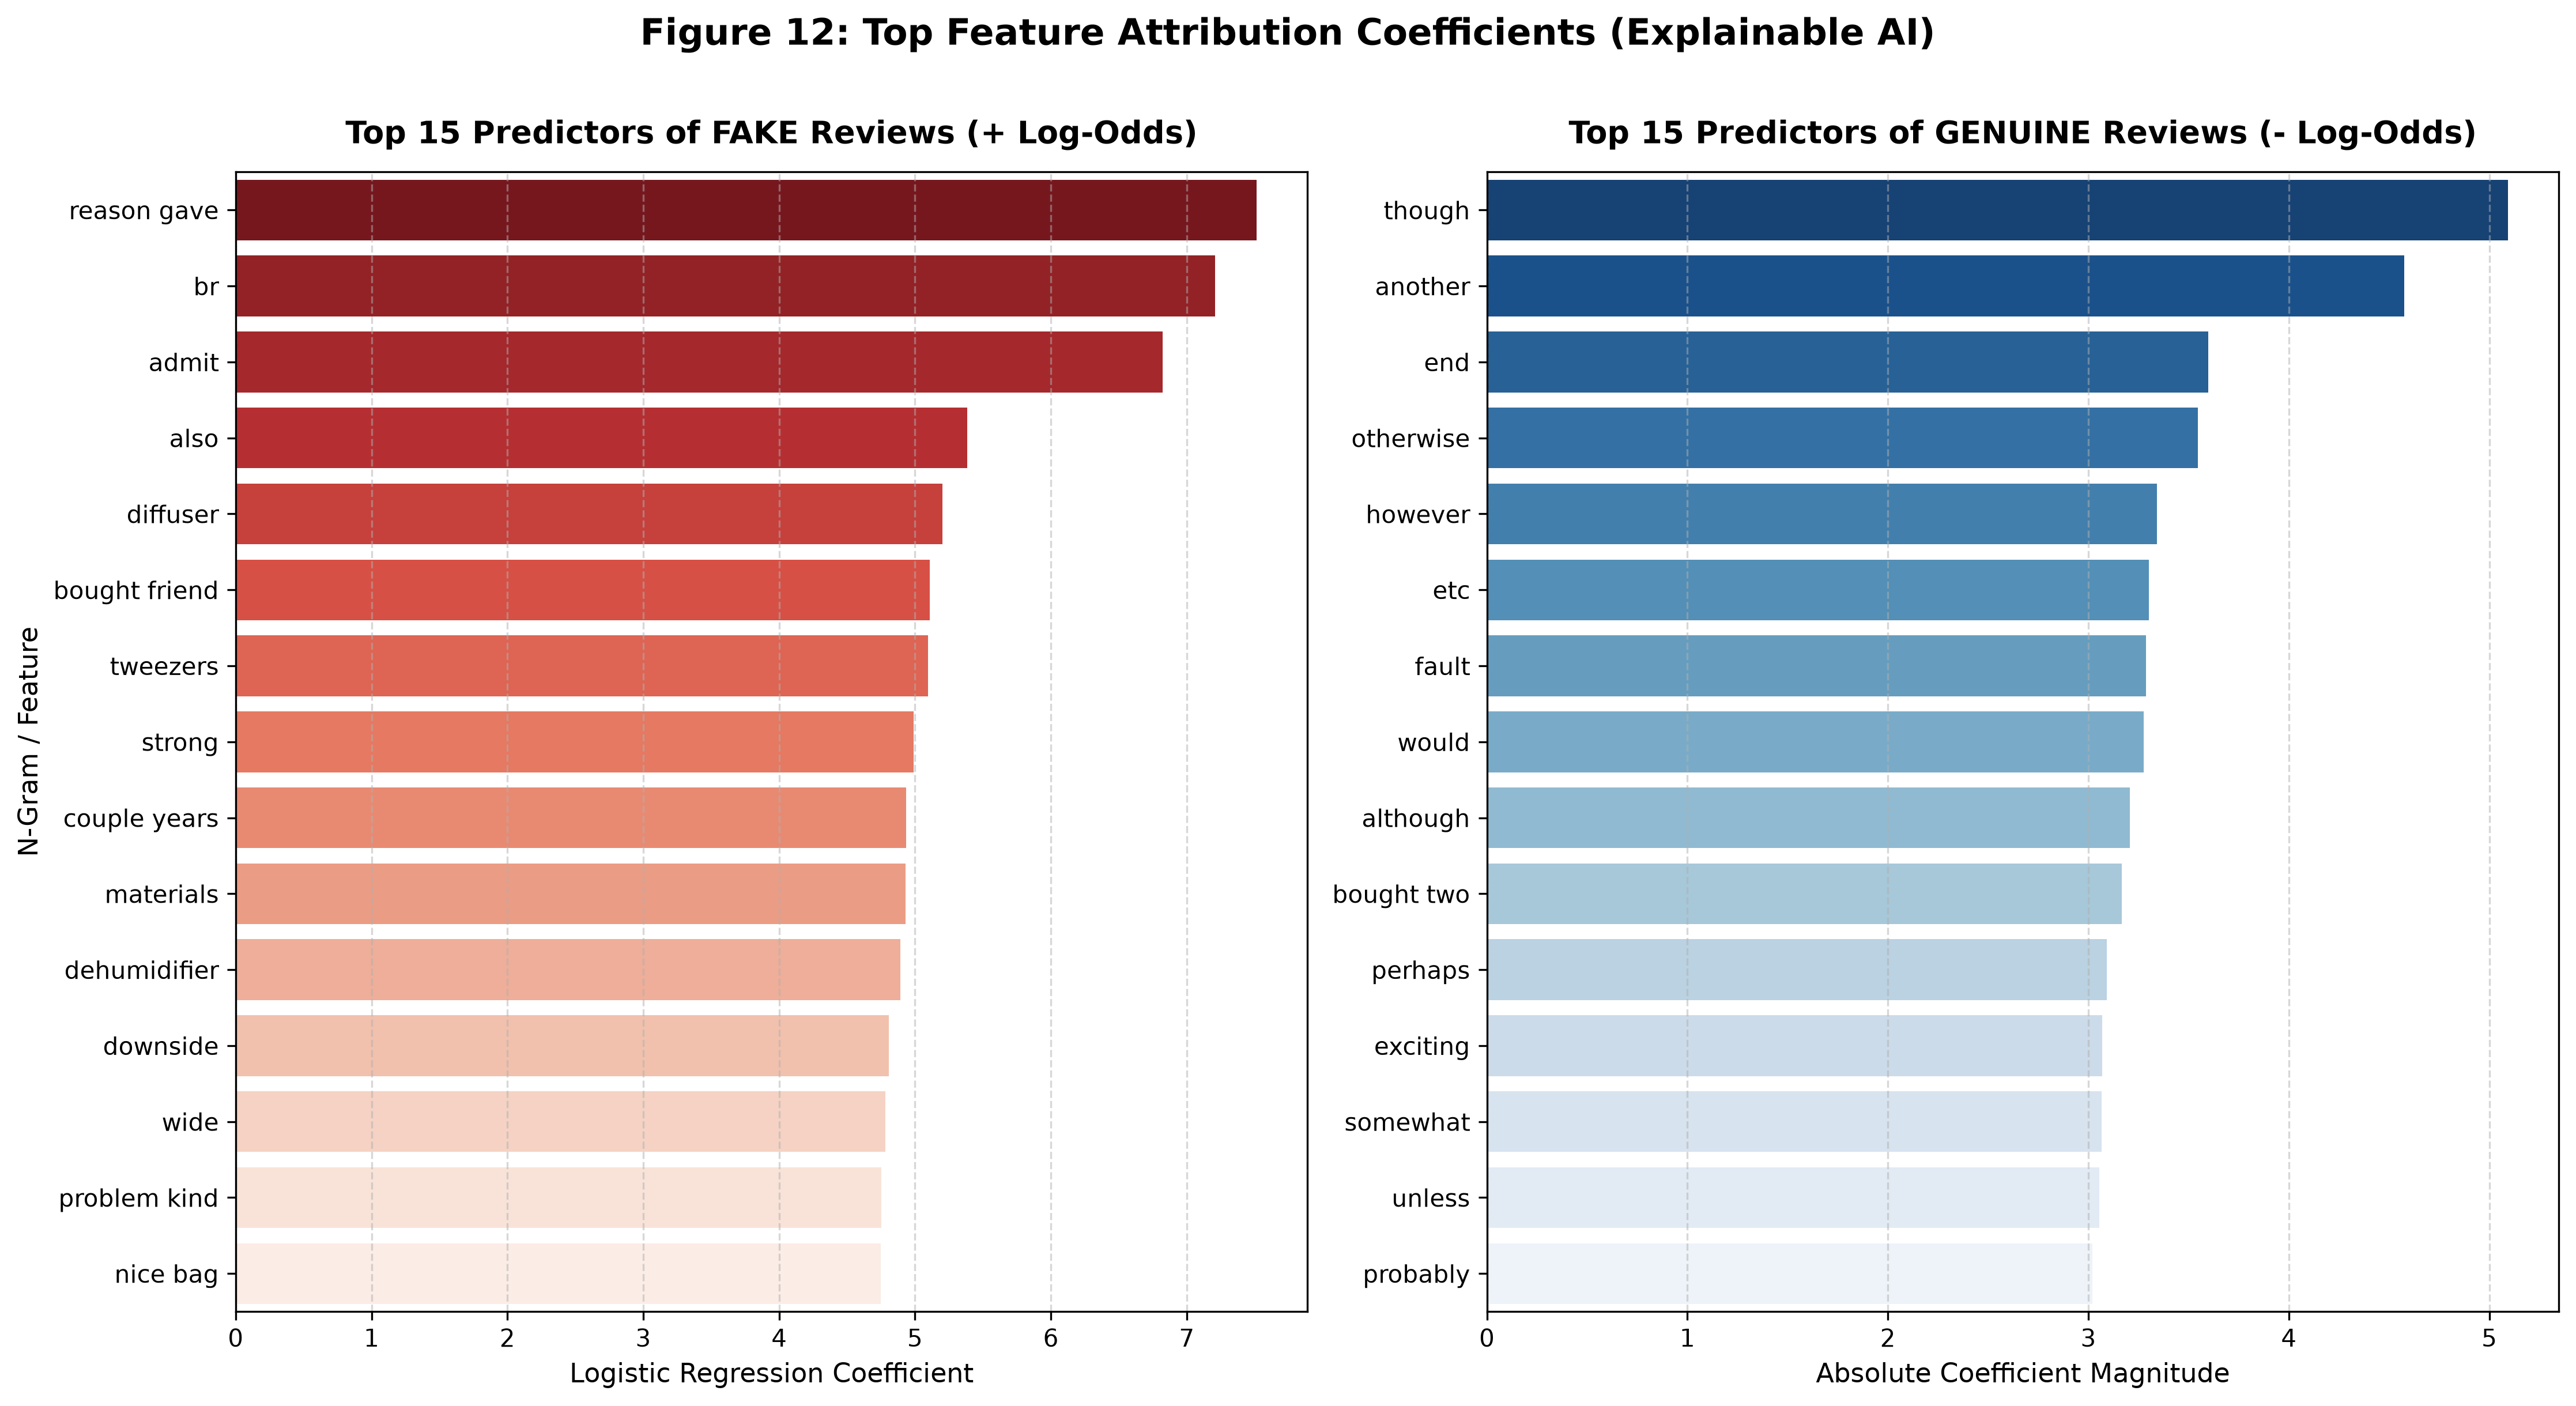 Figure 12: Top Feature Attribution Coefficients (Explainable AI)
Top 15 Predictors of FAKE Reviews (+ Log-Odds)
N-Gram / Feature
reason gave
br
admit
also
diffuser
bought friend
tweezers
strong
couple years
materials
dehumidifier
downside
wide
problem kind
nice bag
0 1 2 3 4 5 6 7
Logistic Regression Coefficient
Top 15 Predictors of GENUINE Reviews (- Log-Odds)
though
another
end
otherwise
however
etc
fault
would
although
bought two
perhaps
exciting
somewhat
unless
probably
0 1 2 3 4 5
Absolute Coefficient Magnitude